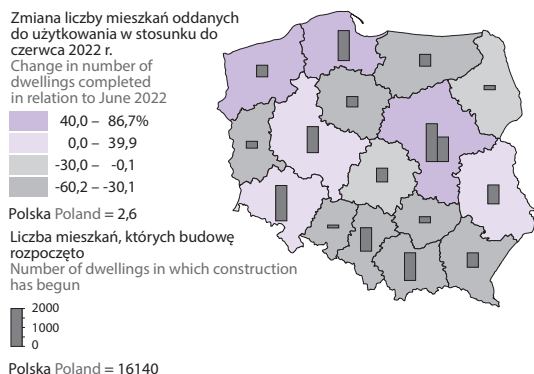 Zmiana liczby mieszkań oddanych
do użytkowania w stosunku do
czerwca 2022 r.
Change in number of
dwellings completed
in relation to June 2022
40,0 – 86,7%
0,0 – 39,9
-30,0 – -0,1
-60,2 – -30,1
Polska Poland = 2,6
Liczba mieszkań, których budowę
rozpoczęto
Number of dwellings in which construction
has begun
2000
1000
0
Polska Poland = 16140